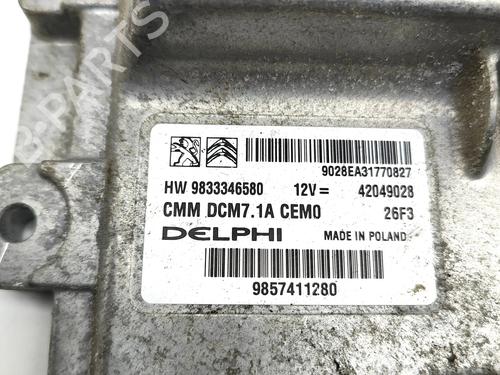 B-PARTS
9028EA31770827
HW 9833346580 12V= 42049028
CMM DCM7.1A CEM0 26F3
DELPHI MADE IN POLAND
9857411280